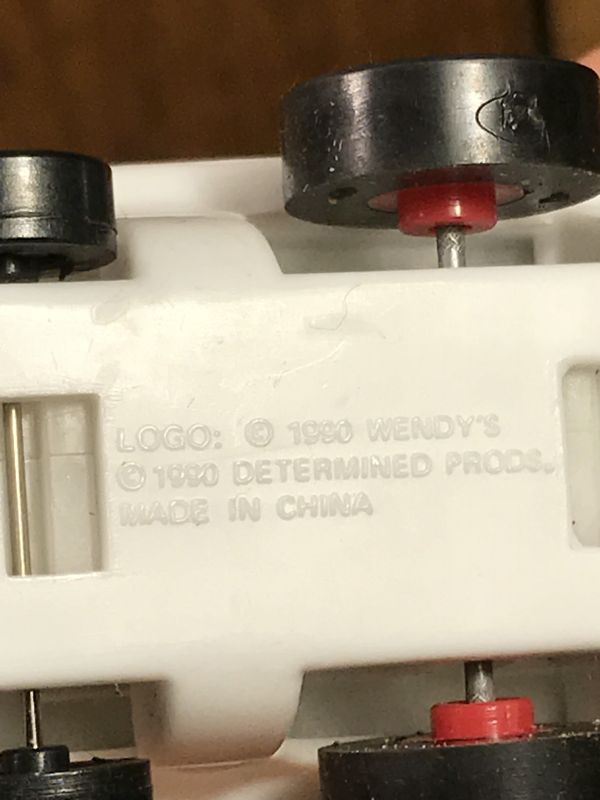 LOGO: © 1990 WENDY'S
© 1990 DETERMINED PRODS.
MADE IN CHINA